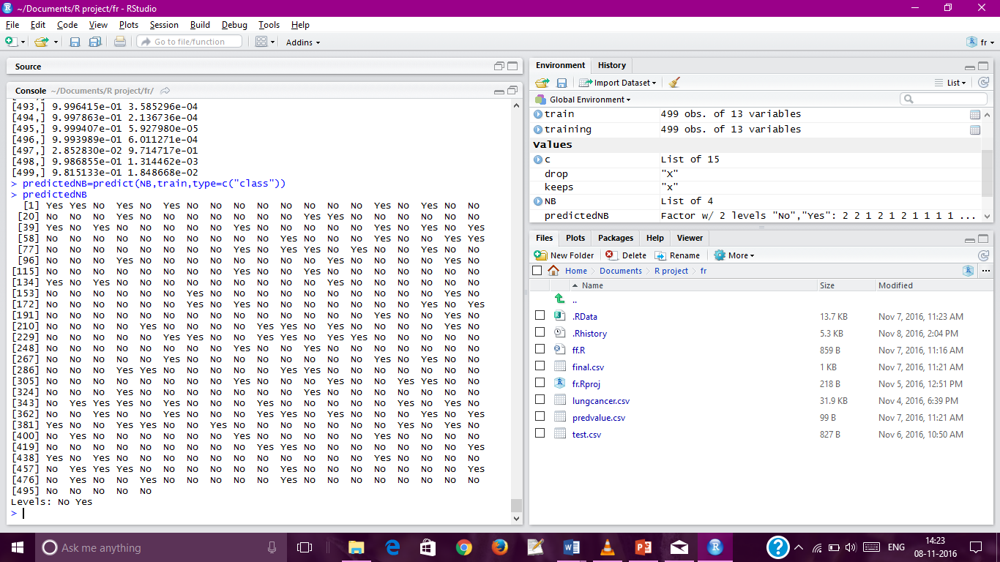 ~/Documents/R project/fr - RStudio
File Edit Code View Plots Session Build Debug Tools Help
Go to file/function Addins fr
Source
Console ~/Documents/R project/fr/
[493,] 9.996415e-01 3.585296e-04
[494,] 9.997863e-01 2.136736e-04
[495,] 9.999407e-01 5.927980e-05
[496,] 9.993989e-01 6.011271e-04
[497,] 2.852830e-02 9.714717e-01
[498,] 9.986855e-01 1.314462e-03
[499,] 9.815133e-01 1.848668e-02
> predictedNB=predict(NB,train,type=c("class"))
> predictedNB
[1] Yes Yes No Yes No Yes No No No No No No No No Yes No Yes No No
[20] No No No Yes No No No No No No No Yes Yes No No No No No No
[39] Yes No Yes No No No No No Yes No No No No No Yes No Yes No Yes
[58] No No No No No No No No No No Yes No No No Yes No No Yes Yes
[77] No No No No No No No No Yes No Yes Yes No Yes No No Yes No No
[96] No No No Yes No No No No No No No No Yes No No No No Yes No
[115] No No No No No No No No Yes No No Yes No No No No No No No
[134] Yes No Yes No No No No No No No No No Yes No No No No No No
[153] No No No No No No Yes No No No No No No No No No No Yes No
[172] No No No No No No Yes No Yes No No No No No No No Yes No Yes
[191] No No No No No No No No No No No No No No Yes No No Yes No
[210] No No No No Yes No No No No Yes Yes No Yes No No No No No No
[229] No No No No No Yes Yes No No Yes Yes No Yes Yes No No No No No
[248] No No No No No No No No Yes No No Yes No No No No No No No
[267] No No No No No Yes No No No No No No No No Yes No Yes No No
[286] No No No Yes Yes No No No No No Yes Yes No No No No No No No
[305] No No No No No No No No Yes No No No Yes No No Yes Yes No No
[324] No No No Yes No No No No No No No Yes No No No No No No No
[343] No Yes Yes Yes No Yes No No No Yes No No No No No Yes No Yes No
[362] No No Yes No No Yes No No No Yes No No Yes No No No Yes No Yes
[381] Yes No No Yes Yes No No Yes No No No No No No No Yes No Yes No
[400] No No No Yes No No No No Yes No No No No No Yes No No No No
[419] No No No No No No No No No Yes Yes No No No No No No No Yes
[438] Yes No Yes No No No No No No No No No No No Yes No No No No
[457] No Yes Yes Yes No No No No No No Yes No No No No No No No Yes
[476] No Yes No No Yes No No No No No Yes No No No No No No No No
[495] No No No No No
Levels: No Yes
>
Environment History
Import Dataset List
Global Environment
train 499 obs. of 13 variables
training 499 obs. of 13 variables
Values
c List of 15
drop "x"
keeps "x"
NB List of 4
predictedNB Factor w/ 2 levels "No","Yes": 2 2 1 2 1 2 1 1 1 1 ...
Files Plots Packages Help Viewer
New Folder Delete Rename More
Home Documents R project fr
Name Size Modified
..
.RData 13.7 KB Nov 7, 2016, 11:23 AM
.Rhistory 5.3 KB Nov 8, 2016, 2:04 PM
ff.R 859 B Nov 7, 2016, 11:16 AM
final.csv 1 KB Nov 7, 2016, 11:21 AM
fr.Rproj 218 B Nov 5, 2016, 12:51 PM
lungcancer.csv 31.9 KB Nov 4, 2016, 6:39 PM
predvalue.csv 99 B Nov 7, 2016, 11:21 AM
test.csv 827 B Nov 6, 2016, 10:50 AM
Ask me anything
ENG
14:23
08-11-2016